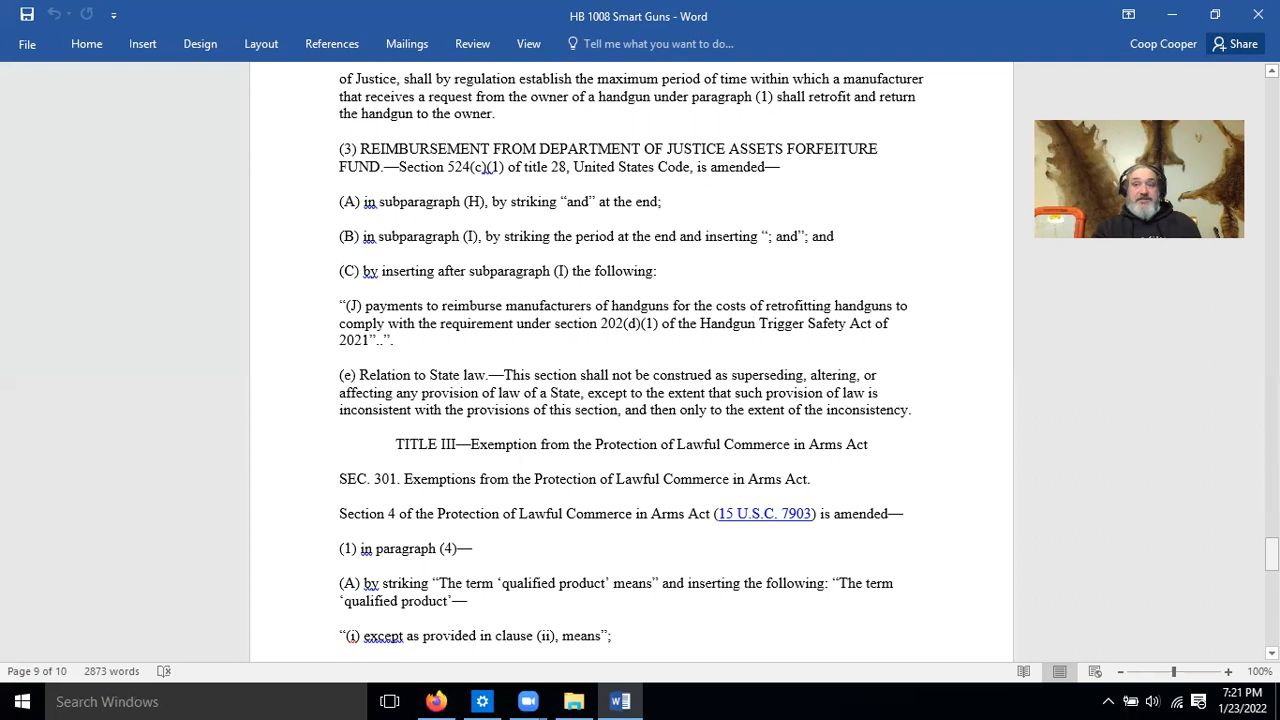 HB 1008 Smart Guns - Word
File Home Insert Design Layout References Mailings Review View Tell me what you want to do... Coop Cooper Share
of Justice, shall by regulation establish the maximum period of time within which a manufacturer
that receives a request from the owner of a handgun under paragraph (1) shall retrofit and return
the handgun to the owner.
(3) REIMBURSEMENT FROM DEPARTMENT OF JUSTICE ASSETS FORFEITURE
FUND.—Section 524(c)(1) of title 28, United States Code, is amended—
(A) in subparagraph (H), by striking “and” at the end;
(B) in subparagraph (I), by striking the period at the end and inserting “; and”; and
(C) by inserting after subparagraph (I) the following:
“(J) payments to reimburse manufacturers of handguns for the costs of retrofitting handguns to
comply with the requirement under section 202(d)(1) of the Handgun Trigger Safety Act of
2021”..”.
(e) Relation to State law.—This section shall not be construed as superseding, altering, or
affecting any provision of law of a State, except to the extent that such provision of law is
inconsistent with the provisions of this section, and then only to the extent of the inconsistency.
TITLE III—Exemption from the Protection of Lawful Commerce in Arms Act
SEC. 301. Exemptions from the Protection of Lawful Commerce in Arms Act.
Section 4 of the Protection of Lawful Commerce in Arms Act (15 U.S.C. 7903) is amended—
(1) in paragraph (4)—
(A) by striking “The term ‘qualified product’ means” and inserting the following: “The term
‘qualified product’—
“(i) except as provided in clause (ii), means”;
Page 9 of 10 2873 words 100%
Search Windows 7:21 PM
1/23/2022